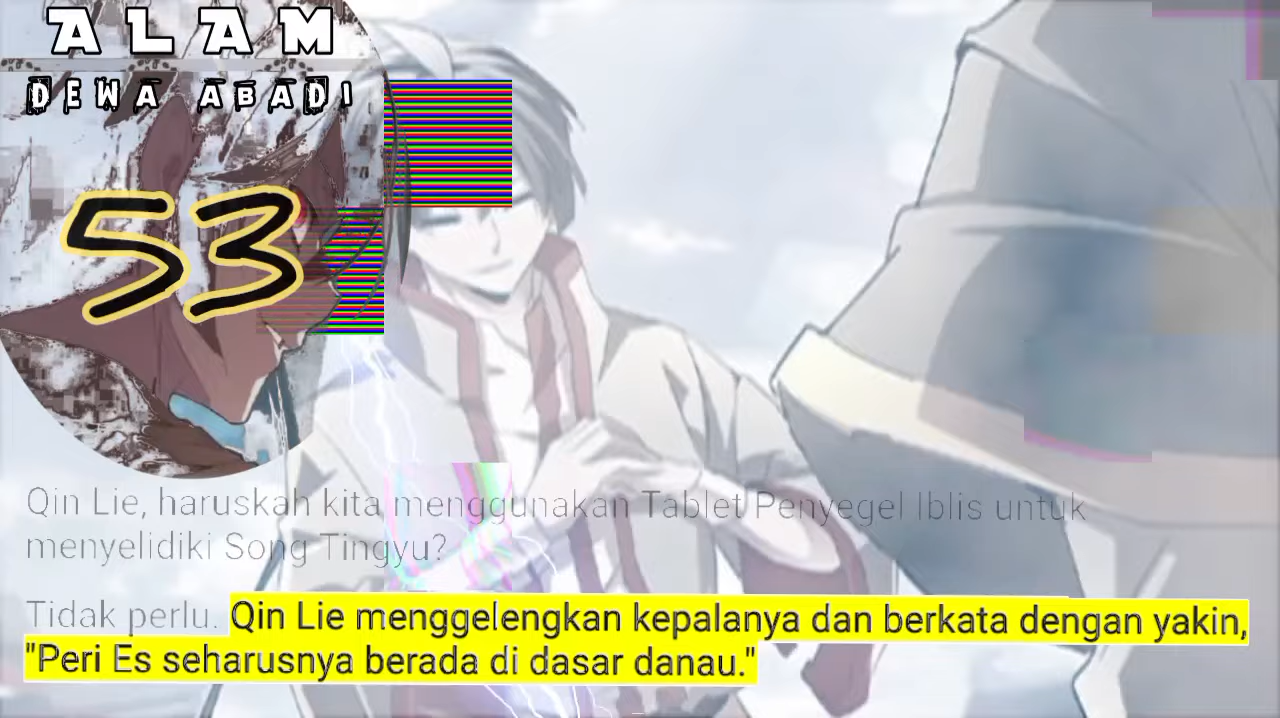 ALAM
DEWA ABADI
53
Qin Lie, haruskah kita menggunakan Tablet Penyegel Iblis untuk
menyelidiki Song Tingyu?
Tidak perlu. Qin Lie menggelengkan kepalanya dan berkata dengan yakin,
"Peri Es seharusnya berada di dasar danau."